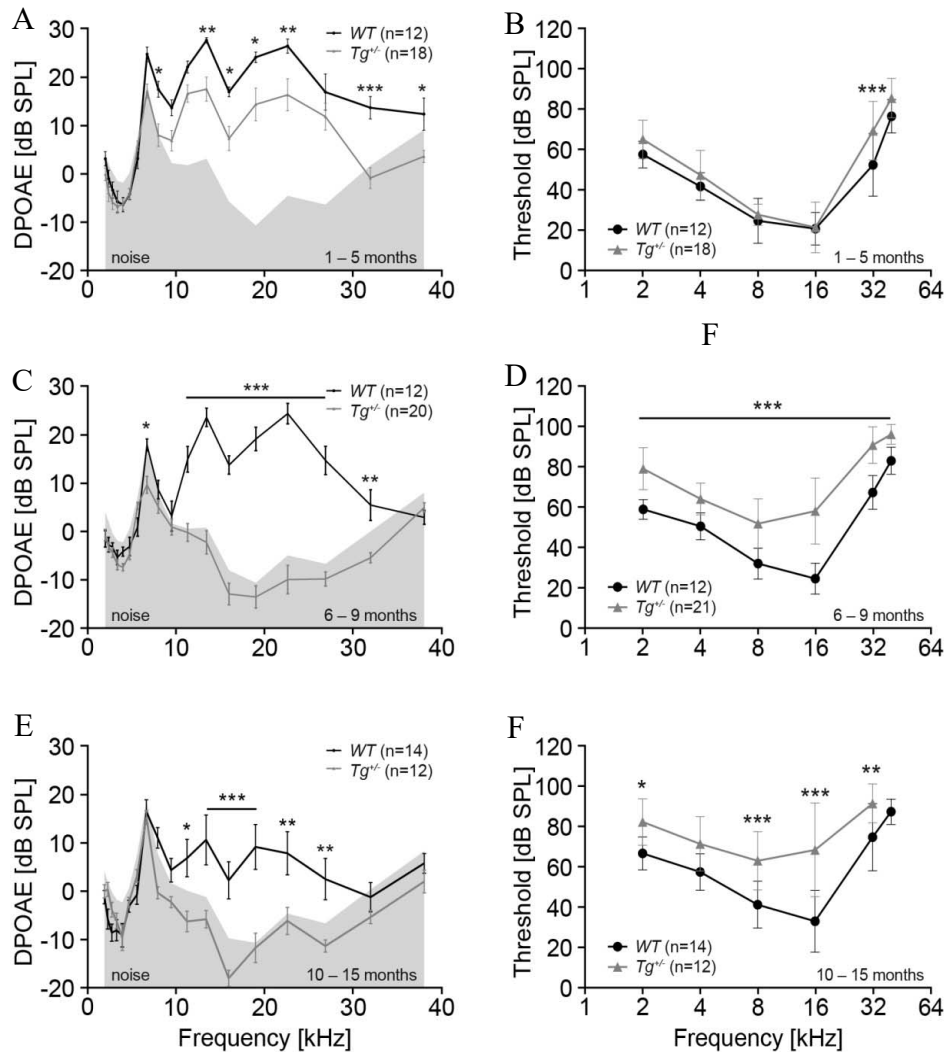 A
DPOAE [dB SPL]
30
20
10
0
-10
-20
** * **
* * *** *
WT (n=12)
Tg+/- (n=18)
noise
1 – 5 months
0 10 20 30 40
B
Threshold [dB SPL]
120
100
80
60
40
20
0
***
WT (n=12)
Tg+/- (n=18)
1 – 5 months
1 2 4 8 16 32 64
F
C
DPOAE [dB SPL]
30
20
10
0
-10
-20
***
*
**
WT (n=12)
Tg+/- (n=20)
noise
6 – 9 months
0 10 20 30 40
D
Threshold [dB SPL]
120
100
80
60
40
20
0
***
WT (n=12)
Tg+/- (n=21)
6 – 9 months
1 2 4 8 16 32 64
E
DPOAE [dB SPL]
30
20
10
0
-10
-20
***
* ** **
WT (n=14)
Tg+/- (n=12)
noise
10 – 15 months
0 10 20 30 40
Frequency [kHz]
F
Threshold [dB SPL]
120
100
80
60
40
20
0
* *** *** **
WT (n=14)
Tg+/- (n=12)
10 – 15 months
1 2 4 8 16 32 64
Frequency [kHz]